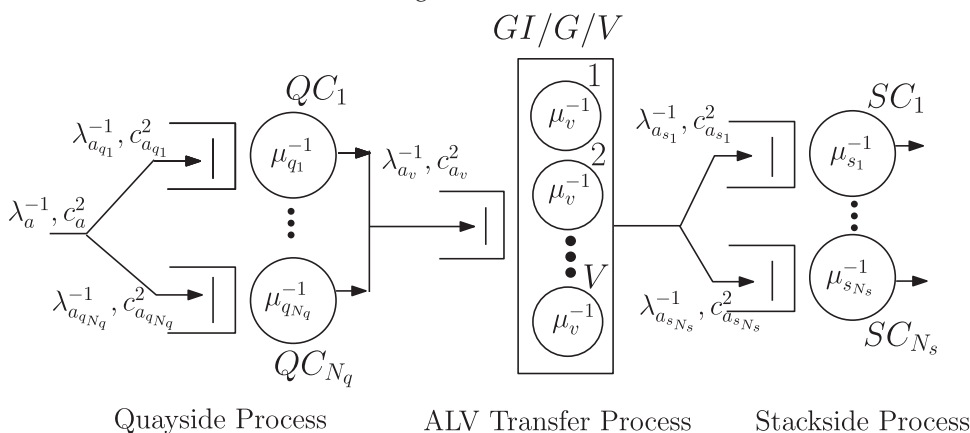 GI/G/V
QC₁
λ_{a_{q_1}}^{-1}, c_{a_{q_1}}^2
μ_{q_1}^{-1}
λ_a^{-1}, c_a^2
λ_{a_{q_{N_q}}}^{-1}, c_{a_{q_{N_q}}}^2
μ_{q_{N_q}}^{-1}
QC_{N_q}
λ_{a_v}^{-1}, c_{a_v}^2
1
μ_v^{-1}
2
μ_v^{-1}
V
μ_v^{-1}
λ_{a_{s_1}}^{-1}, c_{a_{s_1}}^2
SC₁
μ_{s_1}^{-1}
λ_{a_{s_{N_s}}}^{-1}, c_{a_{s_{N_s}}}^2
μ_{s_{N_s}}^{-1}
SC_{N_s}
Quayside Process
ALV Transfer Process
Stackside Process